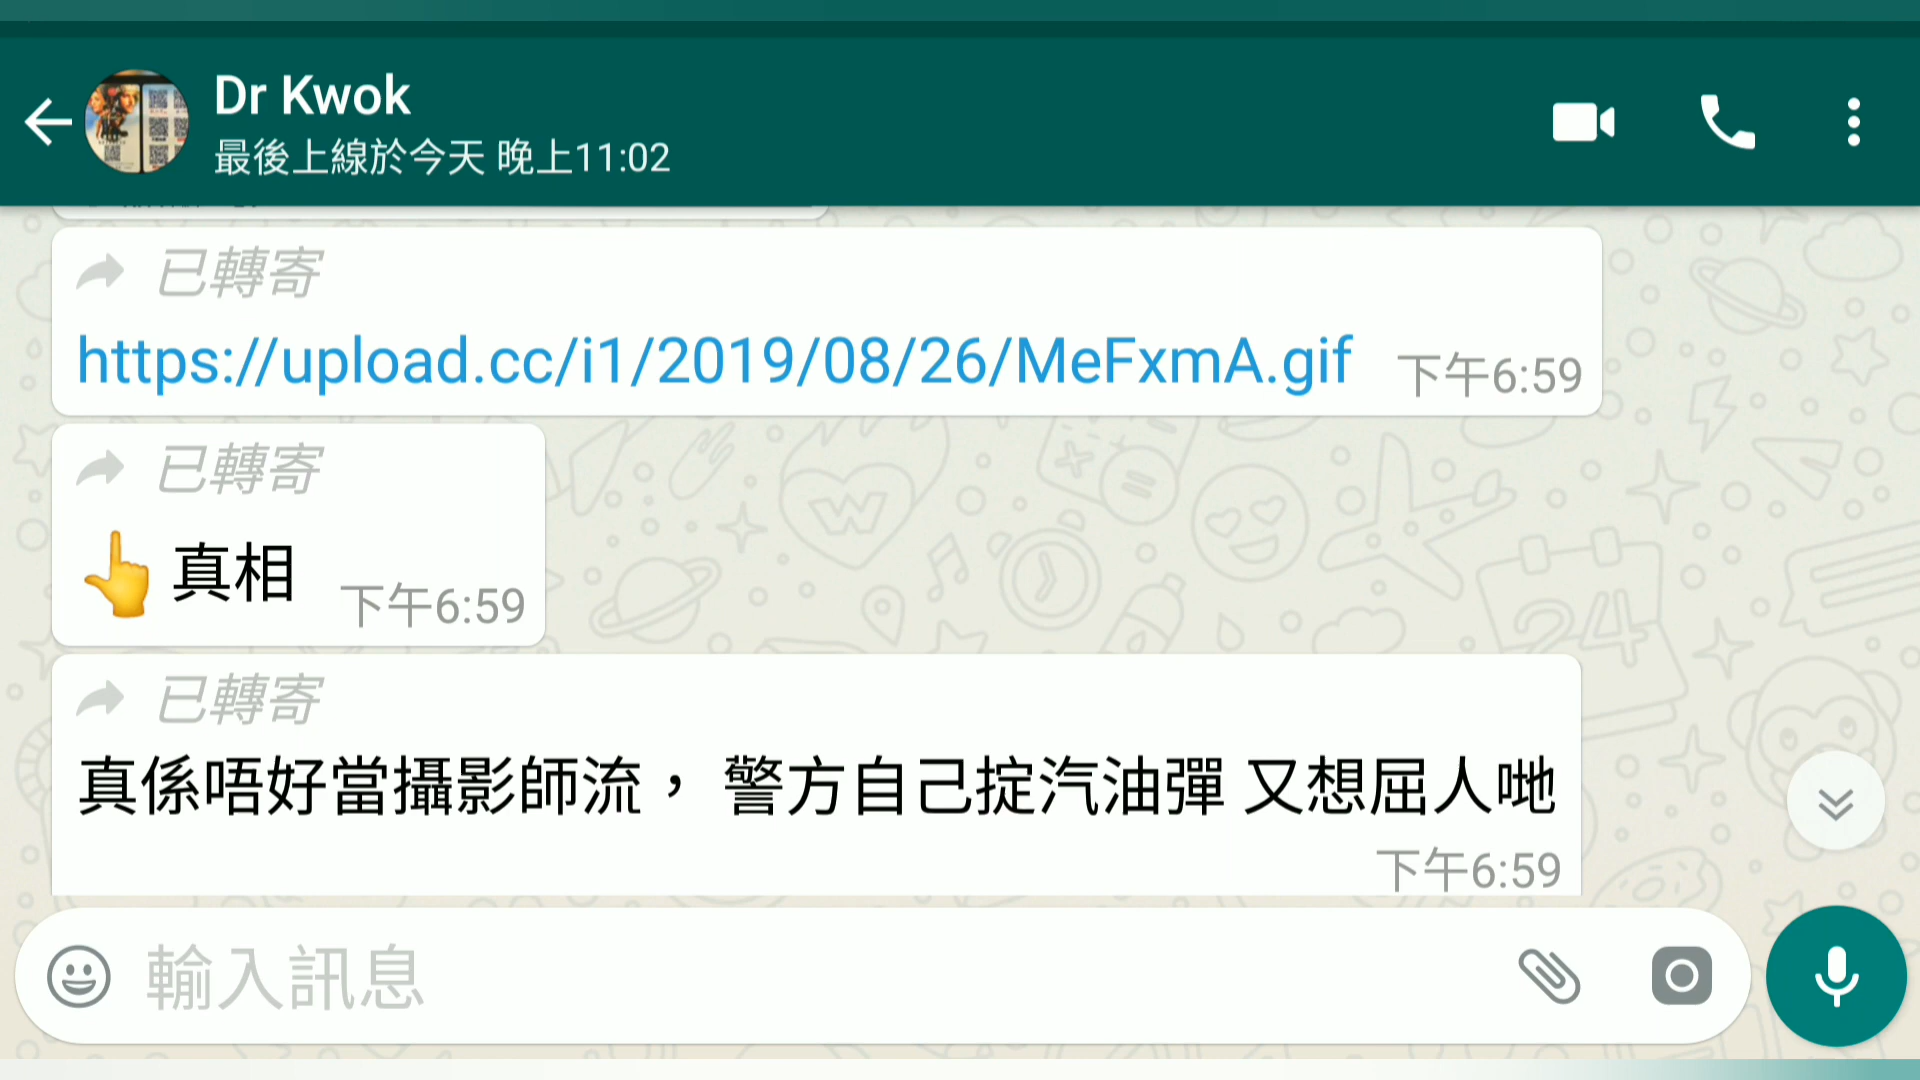 Dr Kwok
最後上線於今天 晚上11:02
已轉寄
https://upload.cc/i1/2019/08/26/MeFxmA.gif 下午6:59
已轉寄
👆 真相 下午6:59
已轉寄
真係唔好當攝影師流， 警方自己掟汽油彈 又想屈人哋
下午6:59
輸入訊息